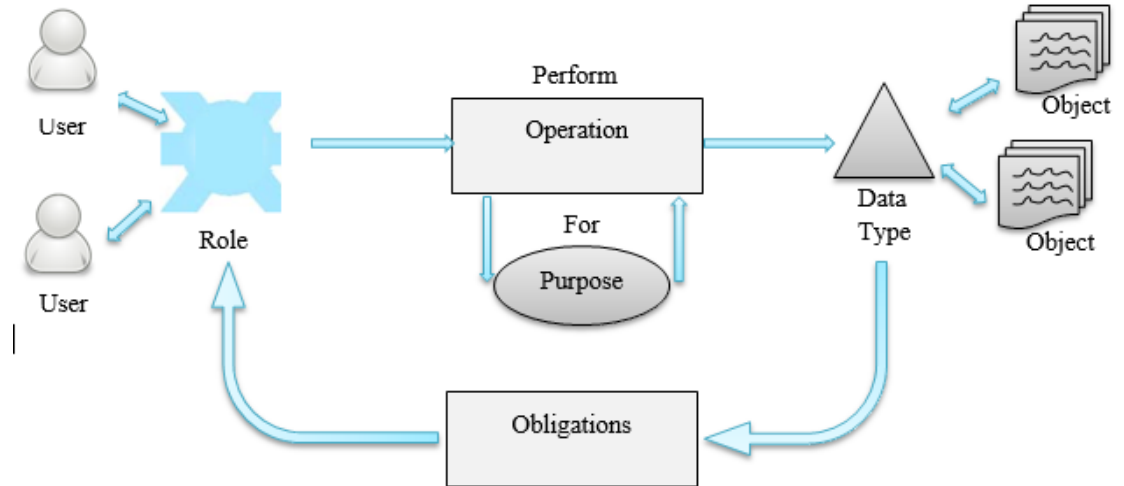 User
User
Role
Perform
Operation
For
Purpose
Obligations
Data
Type
Object
Object